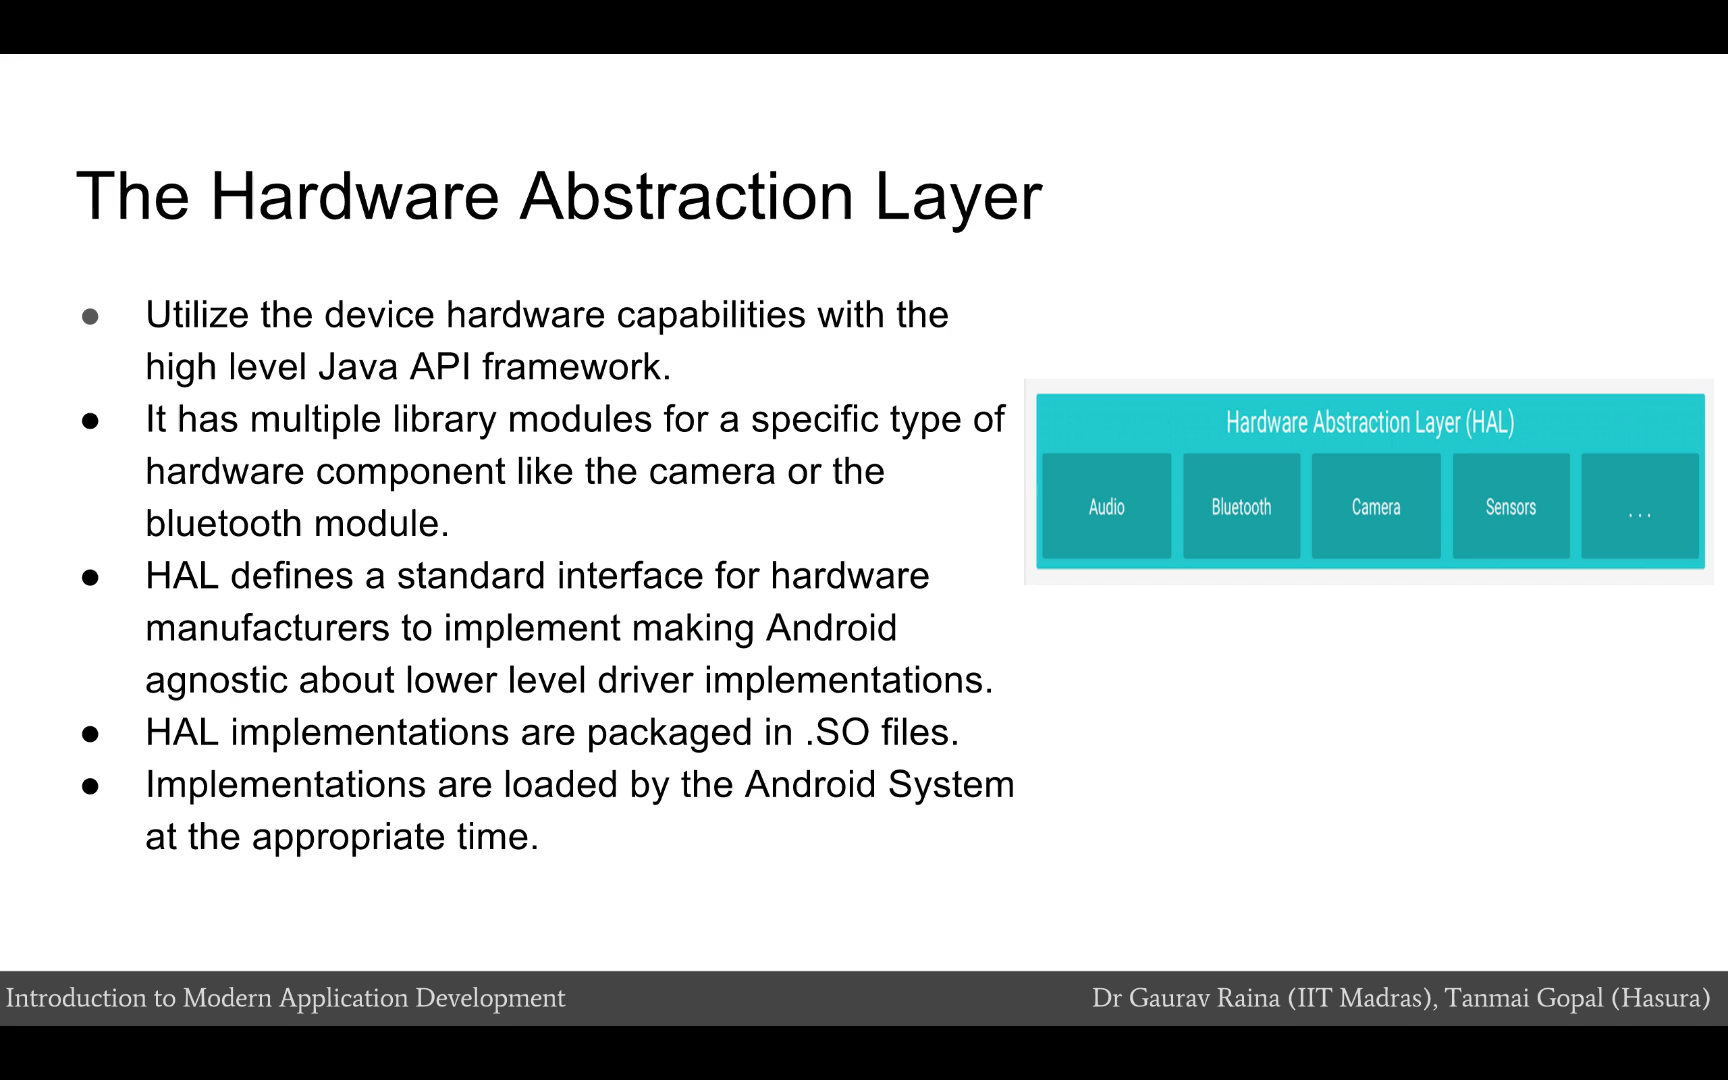 The Hardware Abstraction Layer
● Utilize the device hardware capabilities with the
high level Java API framework.
● It has multiple library modules for a specific type of
hardware component like the camera or the
bluetooth module.
● HAL defines a standard interface for hardware
manufacturers to implement making Android
agnostic about lower level driver implementations.
● HAL implementations are packaged in .SO files.
● Implementations are loaded by the Android System
at the appropriate time.
Hardware Abstraction Layer (HAL)
Audio Bluetooth Camera Sensors ...
Introduction to Modern Application Development Dr Gaurav Raina (IIT Madras), Tanmai Gopal (Hasura)